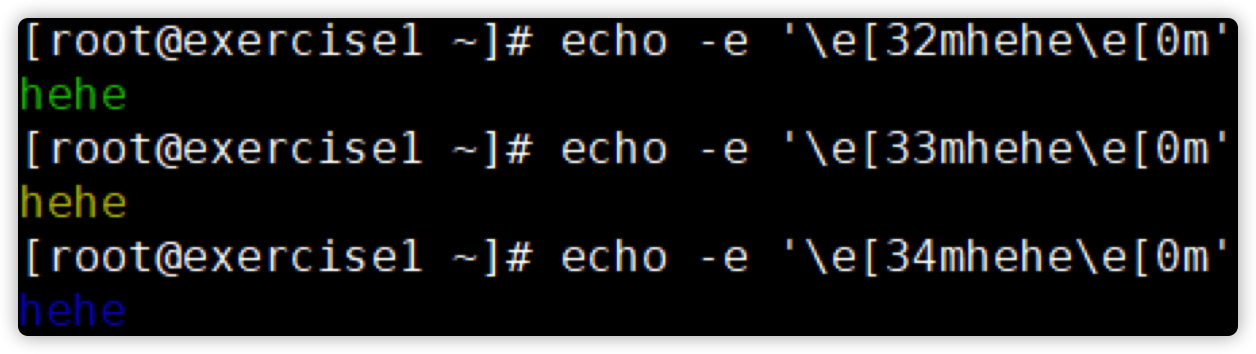 [root@exercise1 ~]# echo -e '\e[32mhehe\e[0m'
hehe
[root@exercise1 ~]# echo -e '\e[33mhehe\e[0m'
hehe
[root@exercise1 ~]# echo -e '\e[34mhehe\e[0m'
hehe